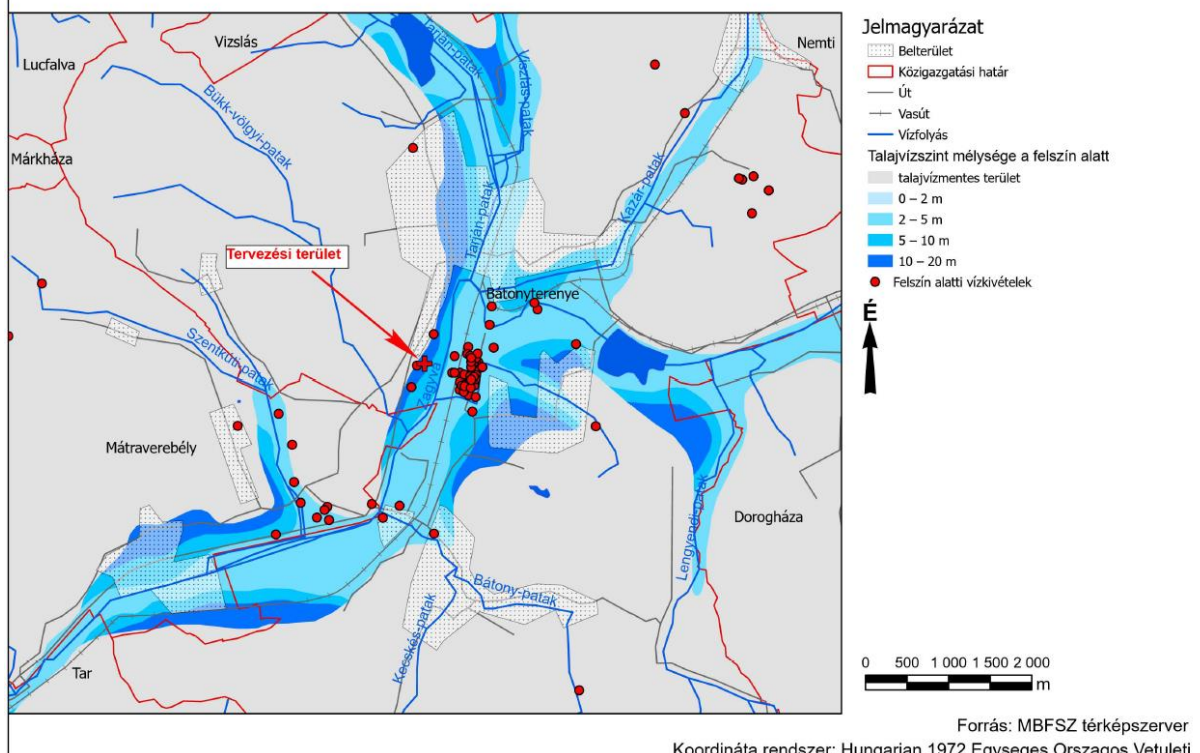 Vizslás
Lucfalva
Nemti
Márkháza
Tarján-patak
Vizslás-patak
Bükk-völgyi-patak
Tarján-patak
Kazár-patak
Tervezési terület
Bátonyterenye
Szentkúti-patak
Zagyva
Mátraverebély
Lengyendi-patak
Dorogháza
Bátony-patak
Kecskés-patak
Tar
Jelmagyarázat
Belterület
Közigazgatási határ
Út
Vasút
Vízfolyás
Talajvízszint mélysége a felszín alatt
talajvízmentes terület
0 – 2 m
2 – 5 m
5 – 10 m
10 – 20 m
Felszín alatti vízkivételek
É
0 500 1 000 1 500 2 000
m
Forrás: MBFSZ térképszerver
Koordináta rendszer: Hungarian 1972 Egységes Országos Vetületi